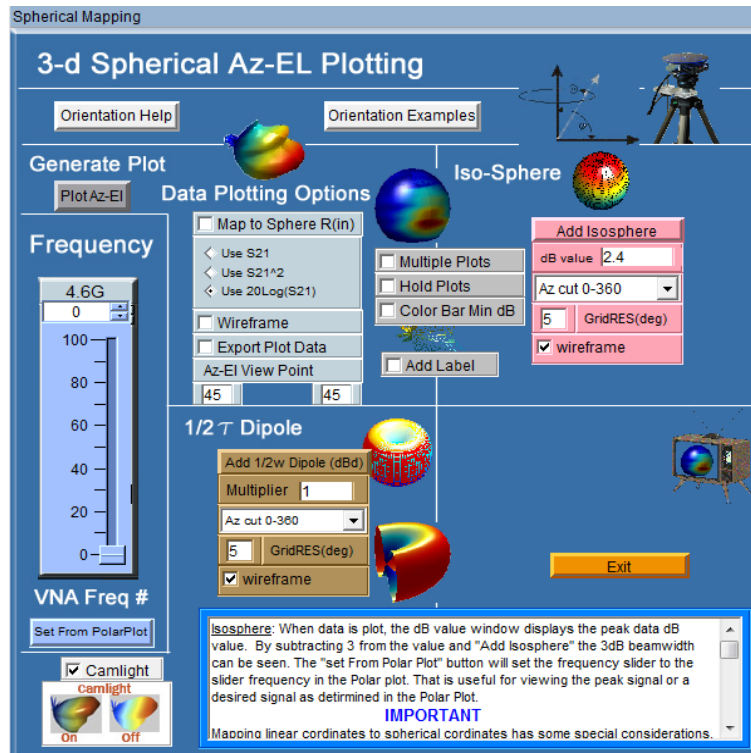 Spherical Mapping
3-d Spherical Az-EL Plotting
Orientation Help
Orientation Examples
Generate Plot
Plot Az-El
Data Plotting Options
Iso-Sphere
Map to Sphere R(in)
Use S21
Use S21^2
Use 20Log(S21)
Wireframe
Export Plot Data
Az-El View Point
45 45
Multiple Plots
Hold Plots
Color Bar Min dB
Add Label
Add Isosphere
dB value 2.4
Az cut 0-360
5 GridRES(deg)
wireframe
Frequency
4.6G
0
100
80
60
40
20
0
VNA Freq #
Set From PolarPlot
Camlight
Camlight
On Off
1/2 τ Dipole
Add 1/2w Dipole (dBd)
Multiplier 1
Az cut 0-360
5 GridRES(deg)
wireframe
Exit
Isosphere: When data is plot, the dB value window displays the peak data dB
value. By subtracting 3 from the value and "Add Isosphere" the 3dB beamwidth
can be seen. The "set From Polar Plot" button will set the frequency slider to the
slider frequency in the Polar plot. That is useful for viewing the peak signal or a
desired signal as detirmined in the Polar Plot.
IMPORTANT
Mapping linear cordinates to spherical cordinates has some special considerations.